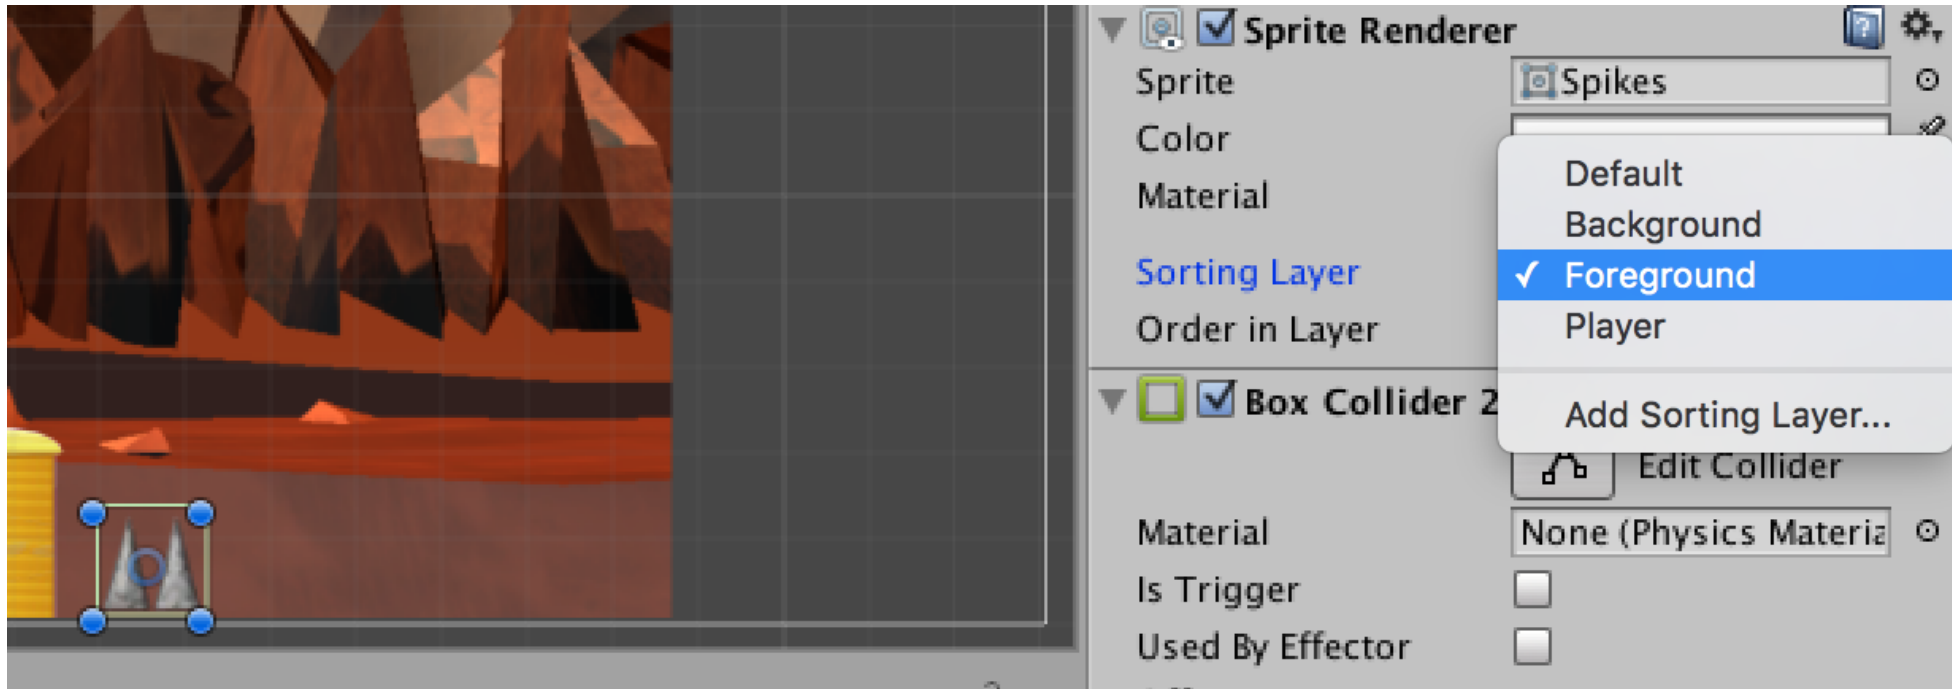 Sprite Renderer
Sprite
Spikes
Color
Material
Sorting Layer
Order in Layer
Default
Background
✓ Foreground
Player
Add Sorting Layer...
Box Collider 2
Edit Collider
Material
None (Physics Materia
Is Trigger
Used By Effector